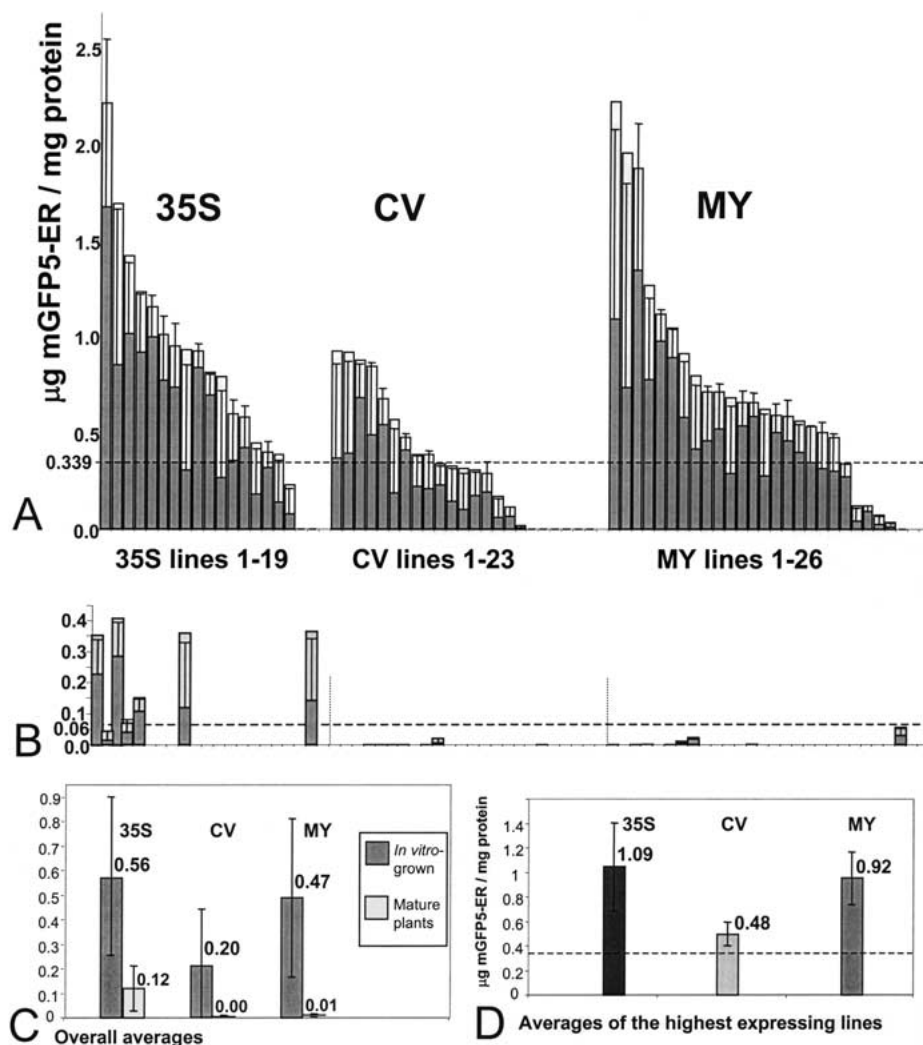 2.5
2.0
1.5
1.0
0.5
0.339
0.0
µg mGFP5-ER / mg protein
35S
CV
MY
A
35S lines 1-19
CV lines 1-23
MY lines 1-26
0.4
0.3
0.2
0.1
0.06
0.0
B
0.9
0.8
0.7
0.6
0.5
0.4
0.3
0.2
0.1
0
35S
CV
MY
0.56
0.12
0.20
0.00
0.47
0.01
In vitro-
grown
Mature
plants
C
Overall averages
µg mGFP5-ER / mg protein
1.4
1.2
1
0.8
0.6
0.4
0.2
0
35S
CV
MY
1.09
0.48
0.92
D
Averages of the highest expressing lines